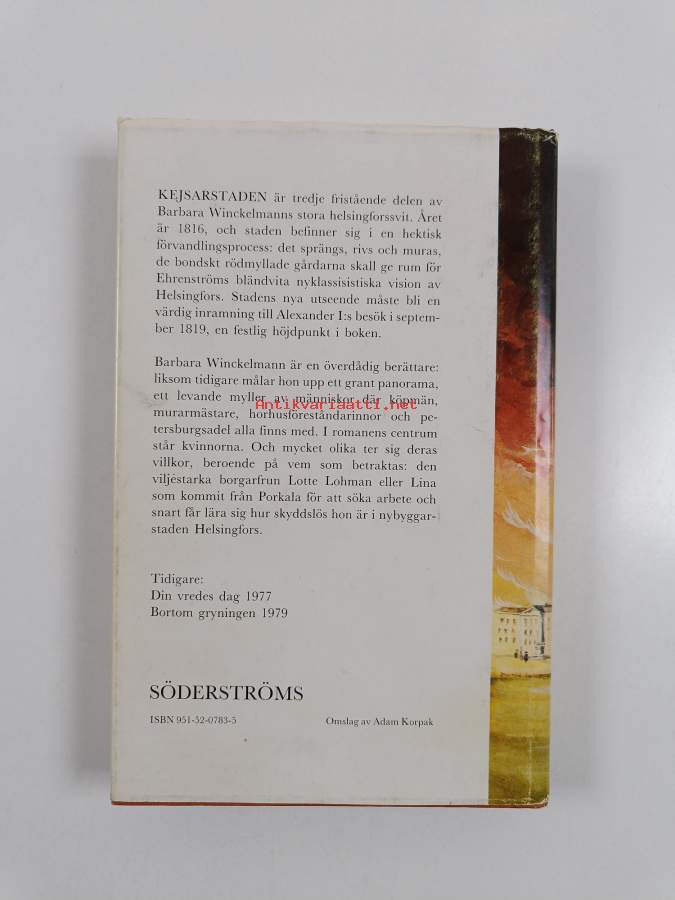 KEJSARSTADEN är tredje fristående delen av
Barbara Winckelmanns stora helsingforssvit. Året
är 1816, och staden befinner sig i en hektisk
förvandlingsprocess: det sprängs, rivs och muras,
de bondskt rödmyllade gårdarna skall ge rum för
Ehrenströms bländvita nyklassisistiska vision av
Helsingfors. Stadens nya utseende måste bli en
värdig inramning till Alexander I:s besök i septem-
ber 1819, en festlig höjdpunkt i boken.
Barbara Winckelmann är en överdådig berättare:
liksom tidigare målar hon upp ett grant panorama,
ett levande myller av människor där köpmän,
Antikvariaatti.net
murarmästare, horhusföreståndarinnor och pe-
tersburgsadel alla finns med. I romanens centrum
står kvinnorna. Och mycket olika ter sig deras
villkor, beroende på vem som betraktas: den
viljestarka borgarfrun Lotte Lohman eller Lina
som kommit från Porkala för att söka arbete och
snart får lära sig hur skyddslös hon är i nybyggar-
staden Helsingfors.
Tidigare:
Din vredes dag 1977
Bortom gryningen 1979
SÖDERSTRÖMS
ISBN 951-52-0783-5 Omslag av Adam Korpak